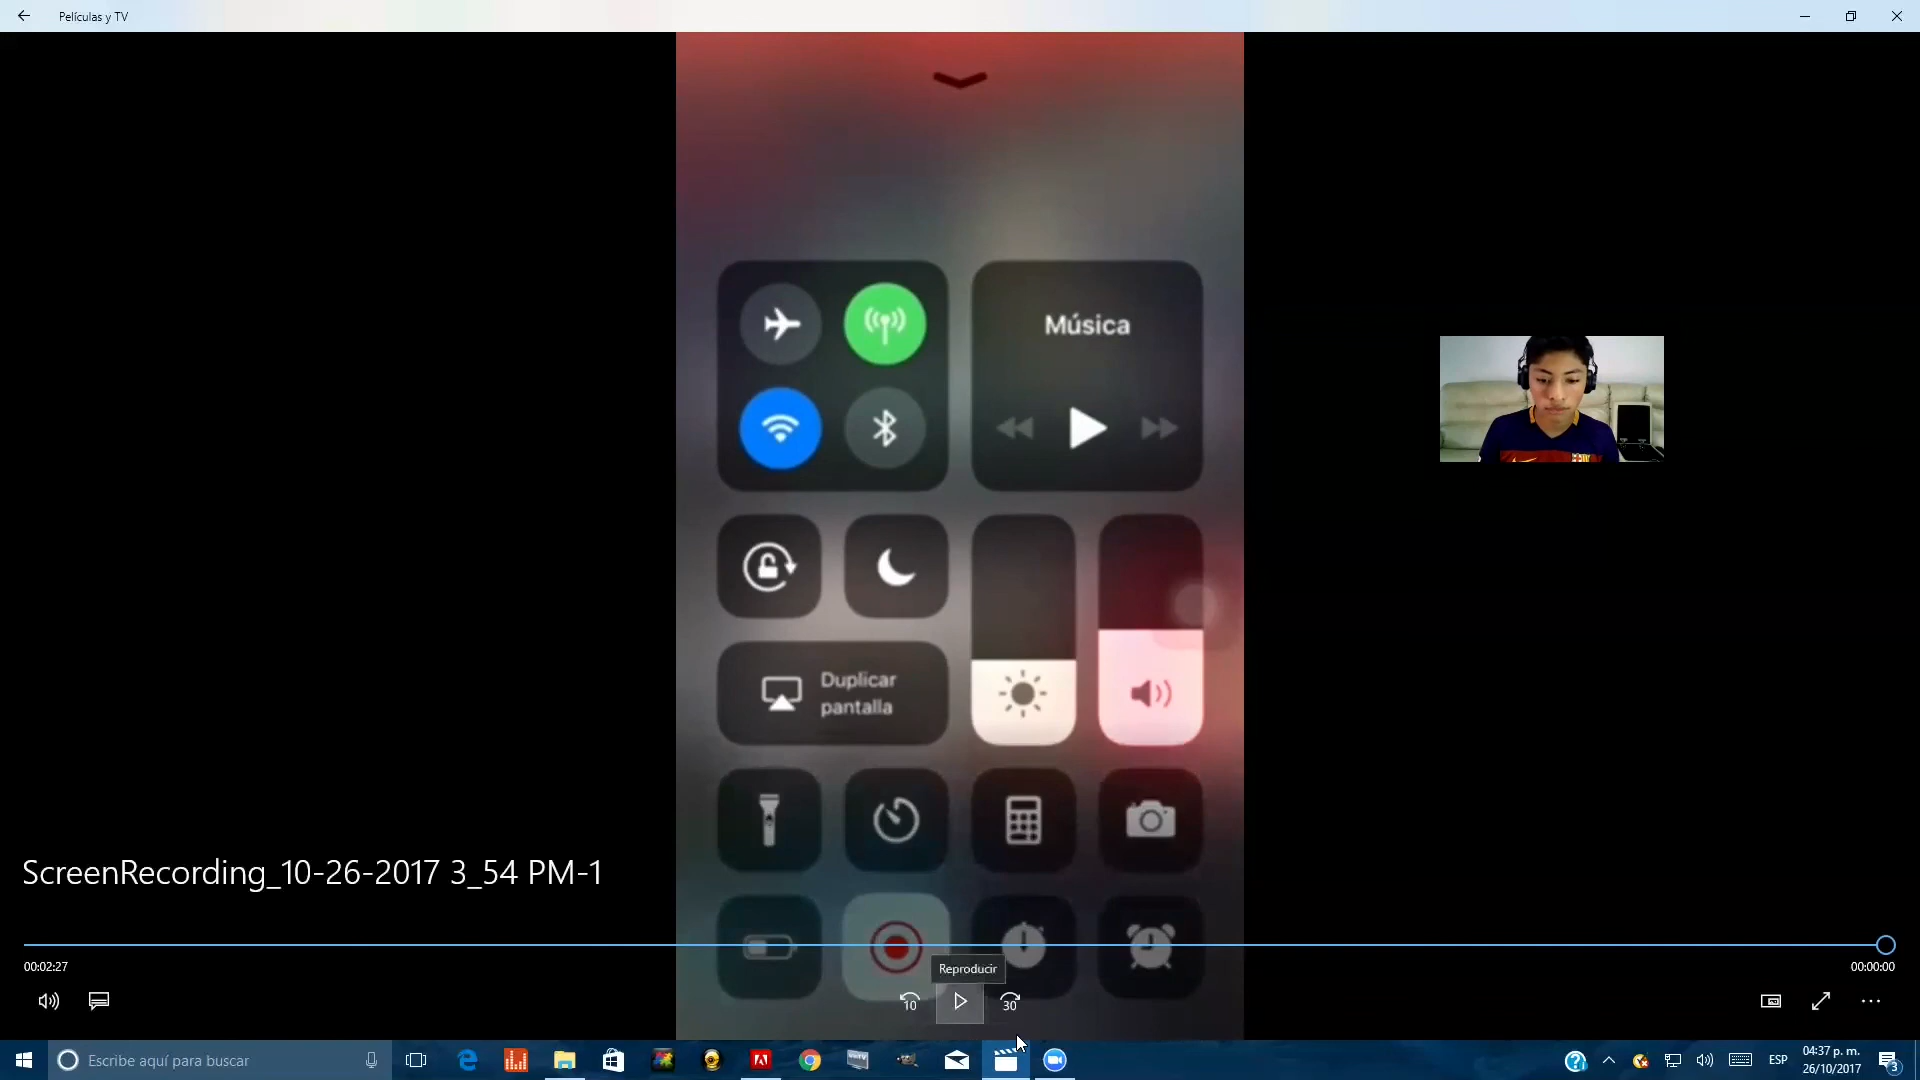 Películas y TV
Música
Duplicar
pantalla
ScreenRecording_10-26-2017 3_54 PM-1
00:02:27
00:00:00
Reproducir
10
30
Escribe aquí para buscar
ESP
04:37 p. m.
26/10/2017
3